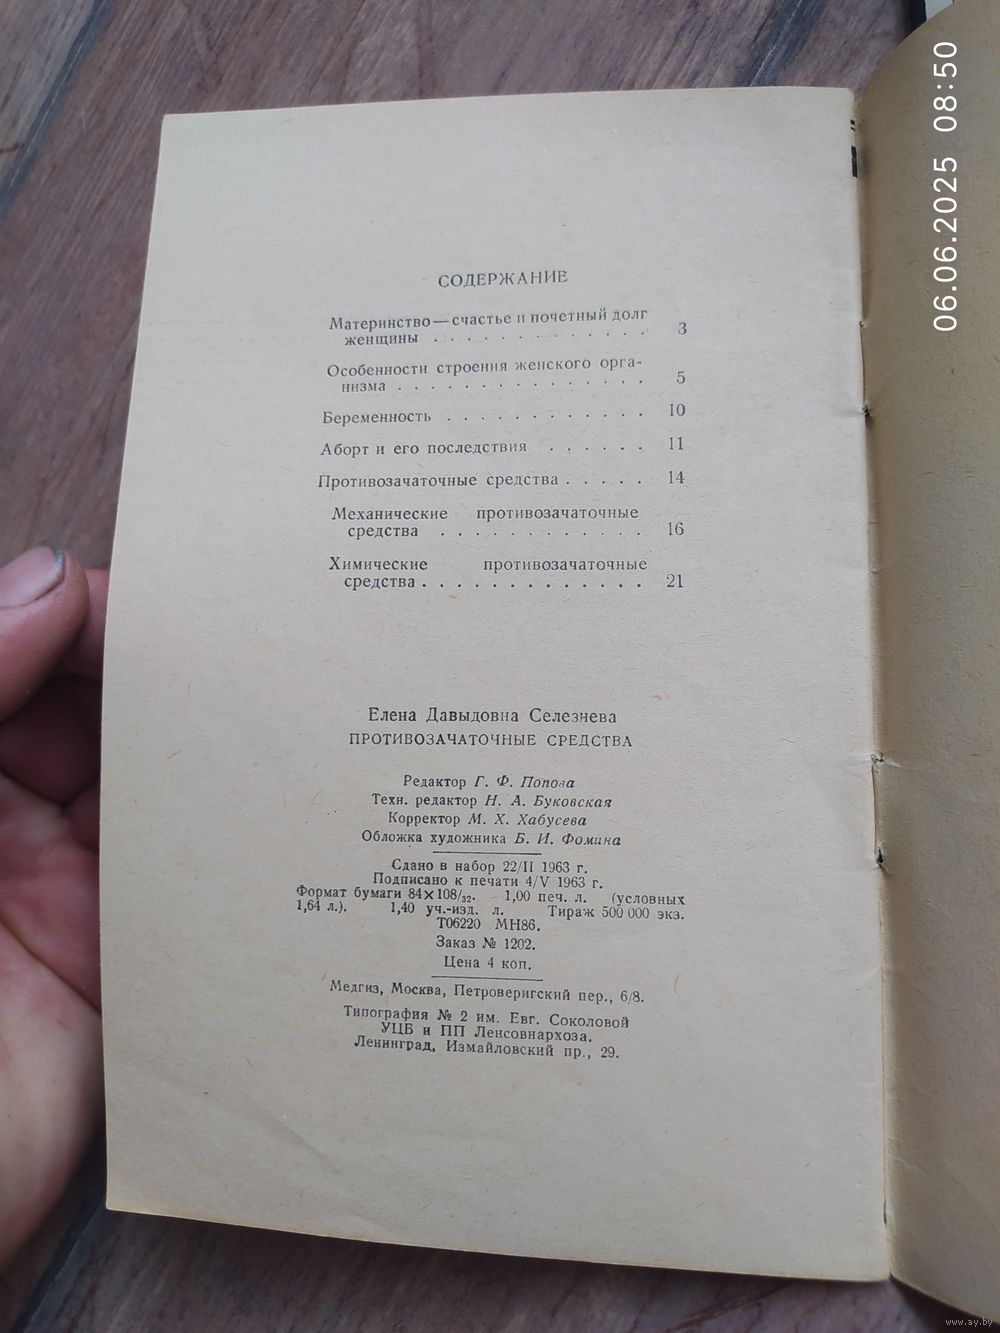 СОДЕРЖАНИЕ
Материнство — счастье и почетный долг
женщины . . . . . . . . . . . . 3
Особенности строения женского орга-
низма . . . . . . . . . . . . . . . 5
Беременность . . . . . . . . . . . . 10
Аборт и его последствия . . . . . . 11
Противозачаточные средства . . . . . 14
Механические противозачаточные
средства . . . . . . . . . . . . . 16
Химические противозачаточные
средства . . . . . . . . . . . . . 21
Елена Давыдовна Селезнева
ПРОТИВОЗАЧАТОЧНЫЕ СРЕДСТВА
Редактор Г. Ф. Попова
Техн. редактор Н. А. Буковская
Корректор М. Х. Хабусева
Обложка художника Б. И. Фомина
Сдано в набор 22/II 1963 г.
Подписано к печати 4/V 1963 г.
Формат бумаги 84×108/32. 1,00 печ. л. (условных
1,64 л.). 1,40 уч.-изд. л. Тираж 500 000 экз.
Т06220 МН86.
Заказ № 1202.
Цена 4 коп.
Медгиз, Москва, Петроверигский пер., 6/8.
Типография № 2 им. Евг. Соколовой
УЦБ и ПП Ленсовнархоза.
Ленинград, Измайловский пр., 29.
06.06.2025 08:50
www.ay.by